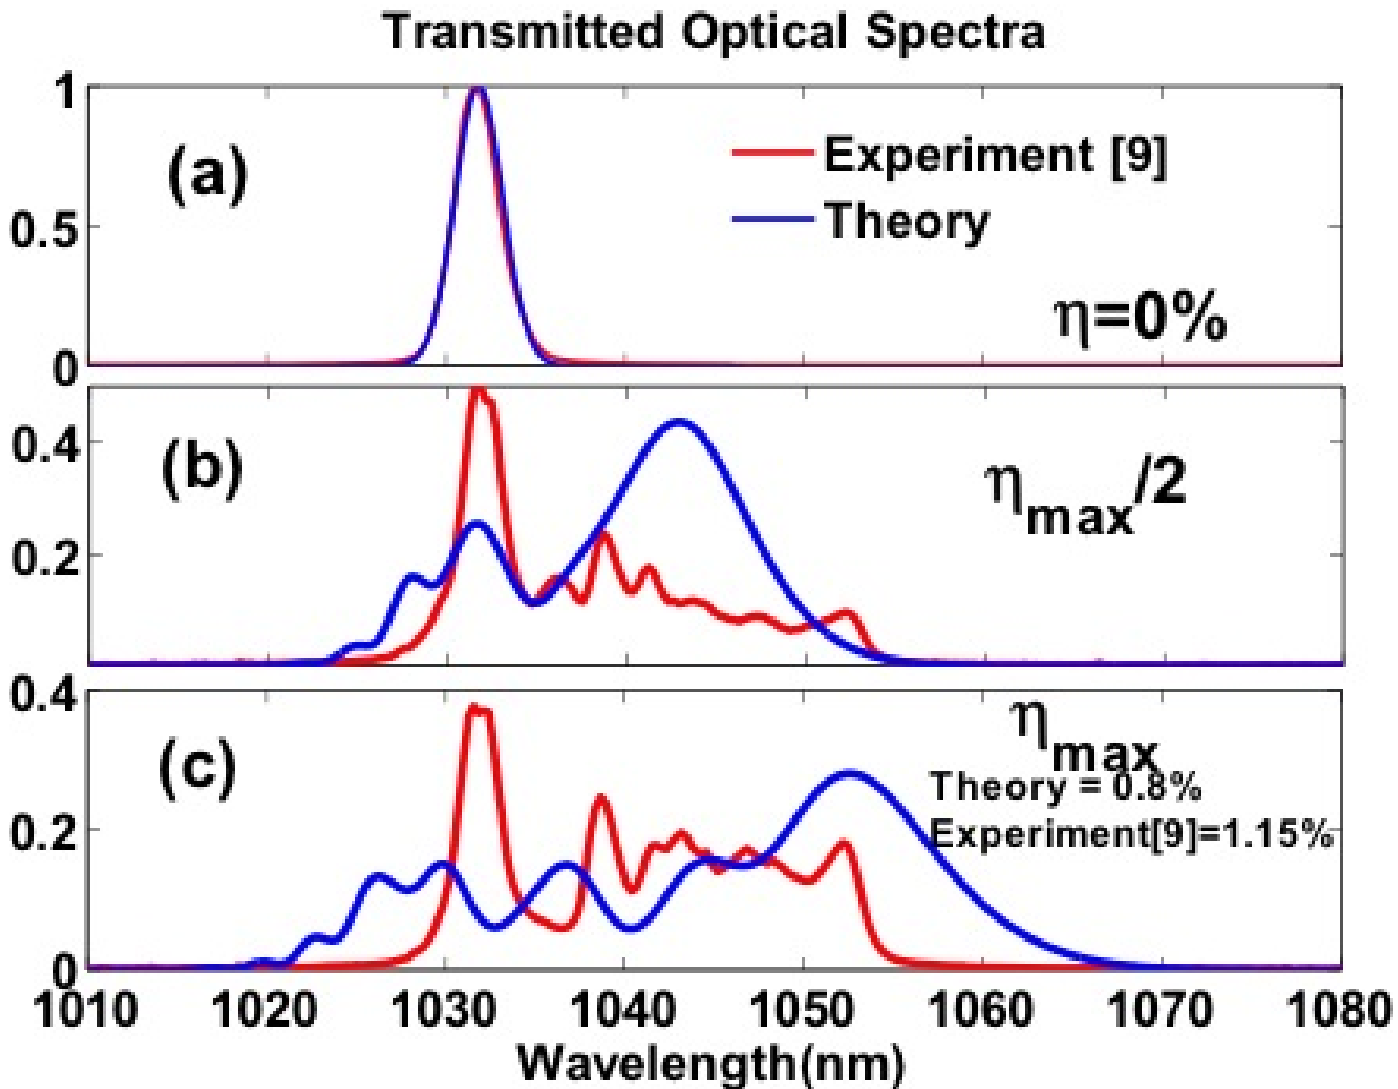 Transmitted Optical Spectra
1
(a)
Experiment [9]
Theory
0.5
η=0%
0
(b)
0.4
ηmax/2
0.2
0.4
ηmax
(c)
Theory = 0.8%
0.2
Experiment[9]=1.15%
0
1010 1020 1030 1040 1050 1060 1070 1080
Wavelength(nm)